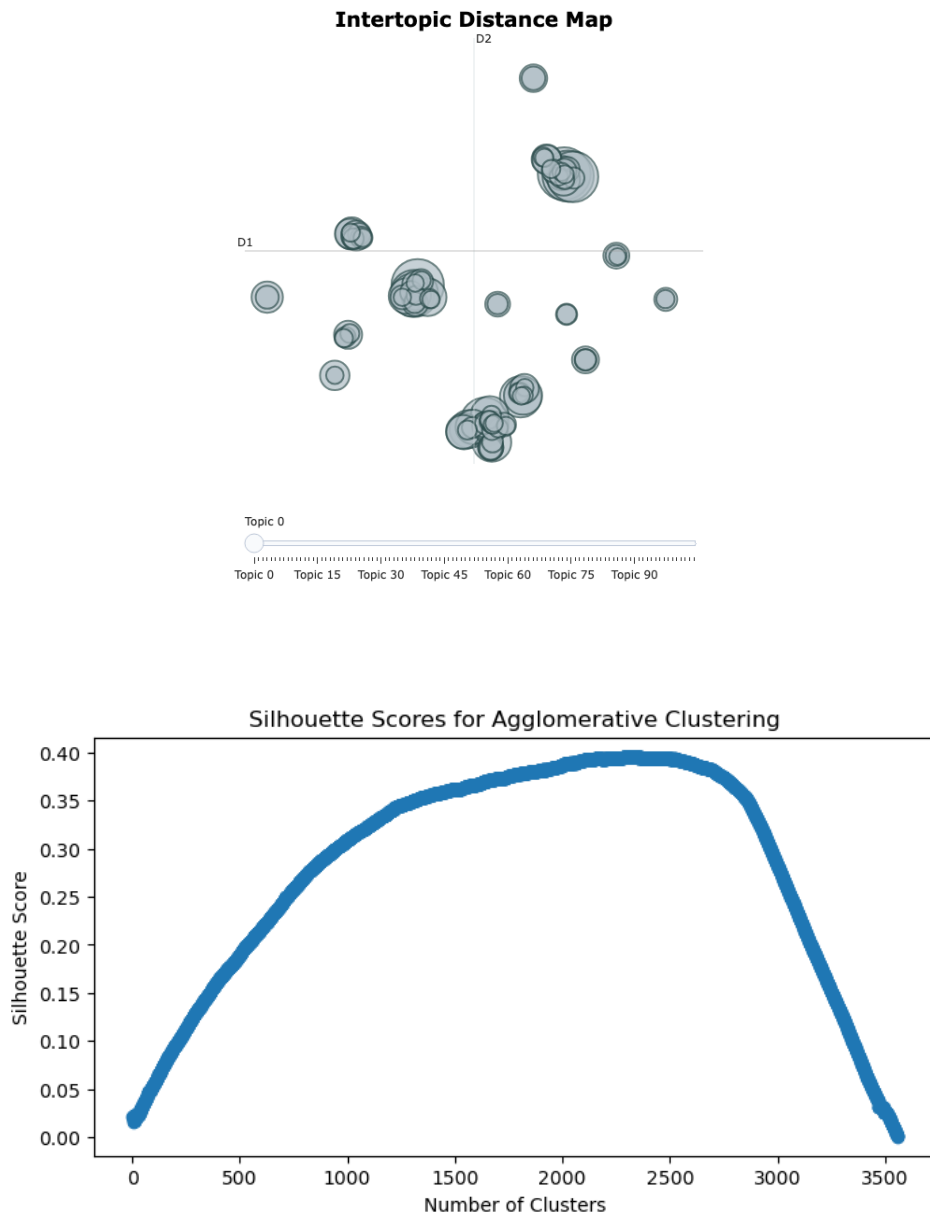 Intertopic Distance Map
D2
D1
Topic 0
Topic 0 Topic 15 Topic 30 Topic 45 Topic 60 Topic 75 Topic 90
Silhouette Scores for Agglomerative Clustering
0.40
0.35
0.30
0.25
0.20
0.15
0.10
0.05
0.00
Silhouette Score
0 500 1000 1500 2000 2500 3000 3500
Number of Clusters